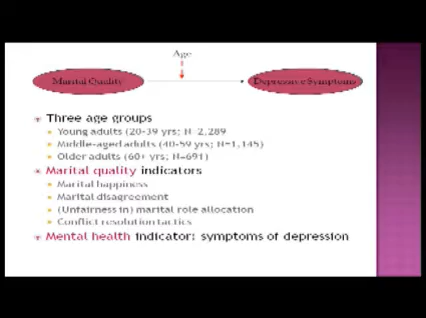 Age
Marital Quality
Depressive Symptoms
Three age groups
Young adults (20-39 yrs; N=2,289
Middle-aged adults (40-59 yrs; N=1,145)
Older adults (60+ yrs; N=691)
Marital quality indicators
Marital happiness
Marital disagreement
(Unfairness in) marital role allocation
Conflict resolution tactics
Mental health indicator: symptoms of depression